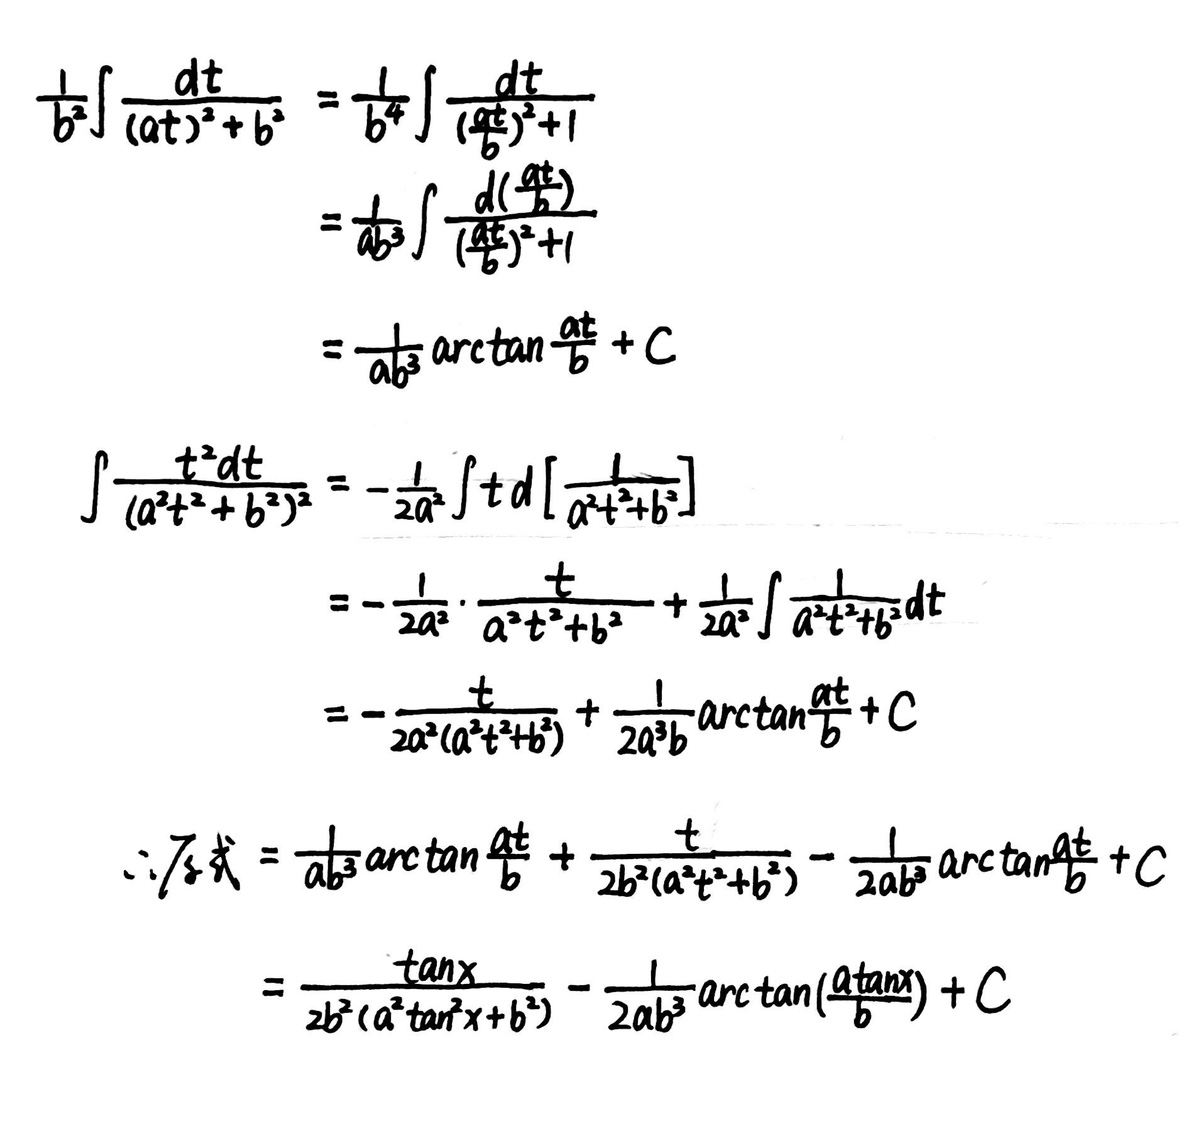 \frac{1}{b^2}\int\frac{dt}{(at)^2+b^2} = \frac{1}{b^4}\int\frac{dt}{(\frac{at}{b})^2+1}
= \frac{1}{ab^3}\int\frac{d(\frac{at}{b})}{(\frac{at}{b})^2+1}
= \frac{1}{ab^3}arctan\frac{at}{b}+C
\int\frac{t^2dt}{(a^2t^2+b^2)^2} = -\frac{1}{2a^2}\int td[\frac{1}{a^2t^2+b^2}]
= -\frac{1}{2a^2}\cdot\frac{t}{a^2t^2+b^2}+\frac{1}{2a^2}\int\frac{1}{a^2t^2+b^2}dt
= -\frac{t}{2a^2(a^2t^2+b^2)}+\frac{1}{2a^3b}arctan\frac{at}{b}+C
∴原式 = \frac{1}{ab^3}arctan\frac{at}{b}+\frac{t}{2b^2(a^2t^2+b^2)}-\frac{1}{2ab^3}arctan\frac{at}{b}+C
= \frac{tanx}{2b^2(a^2tan^2x+b^2)}-\frac{1}{2ab^3}arctan(\frac{atanx}{b})+C